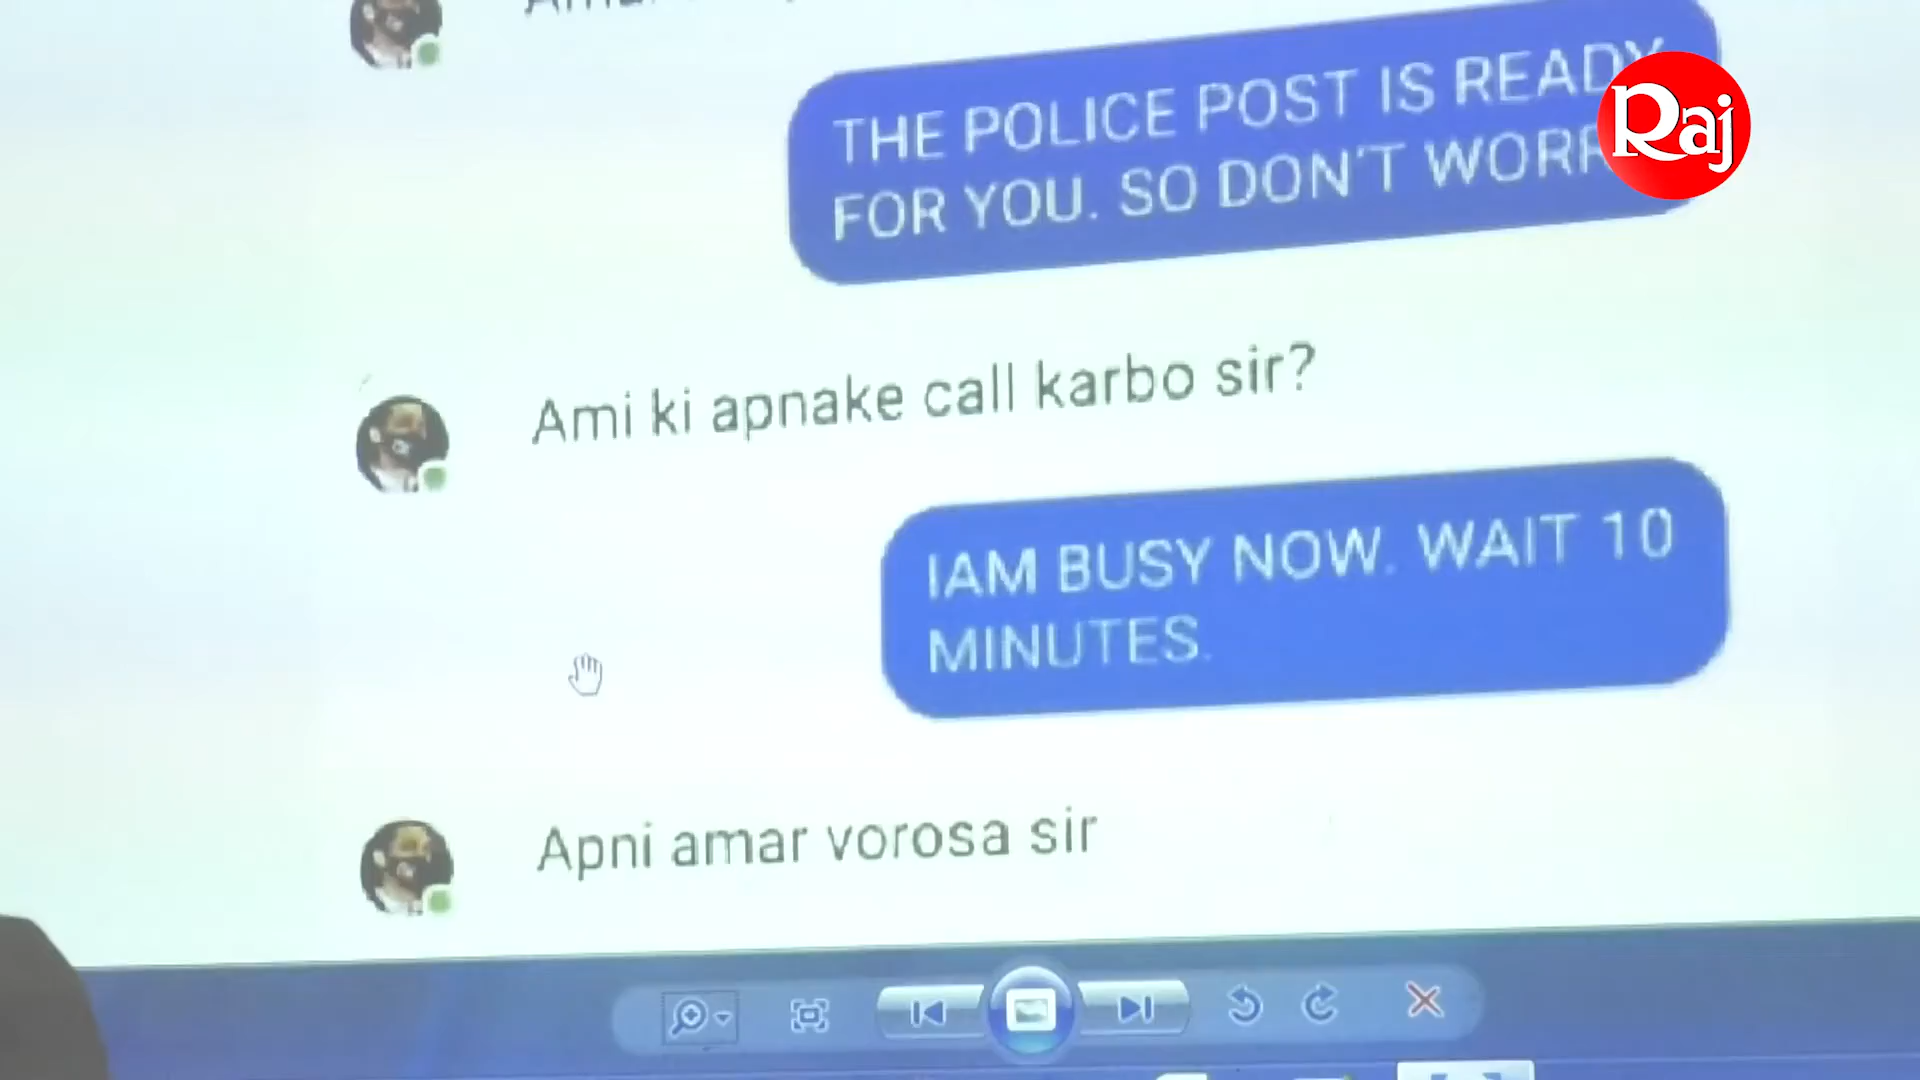 THE POLICE POST IS READY
FOR YOU. SO DON'T
Raj
Ami ki apnake call karbo sir?
IAM BUSY NOW. WAIT 10
MINUTES.
Apni amar vorosa sir